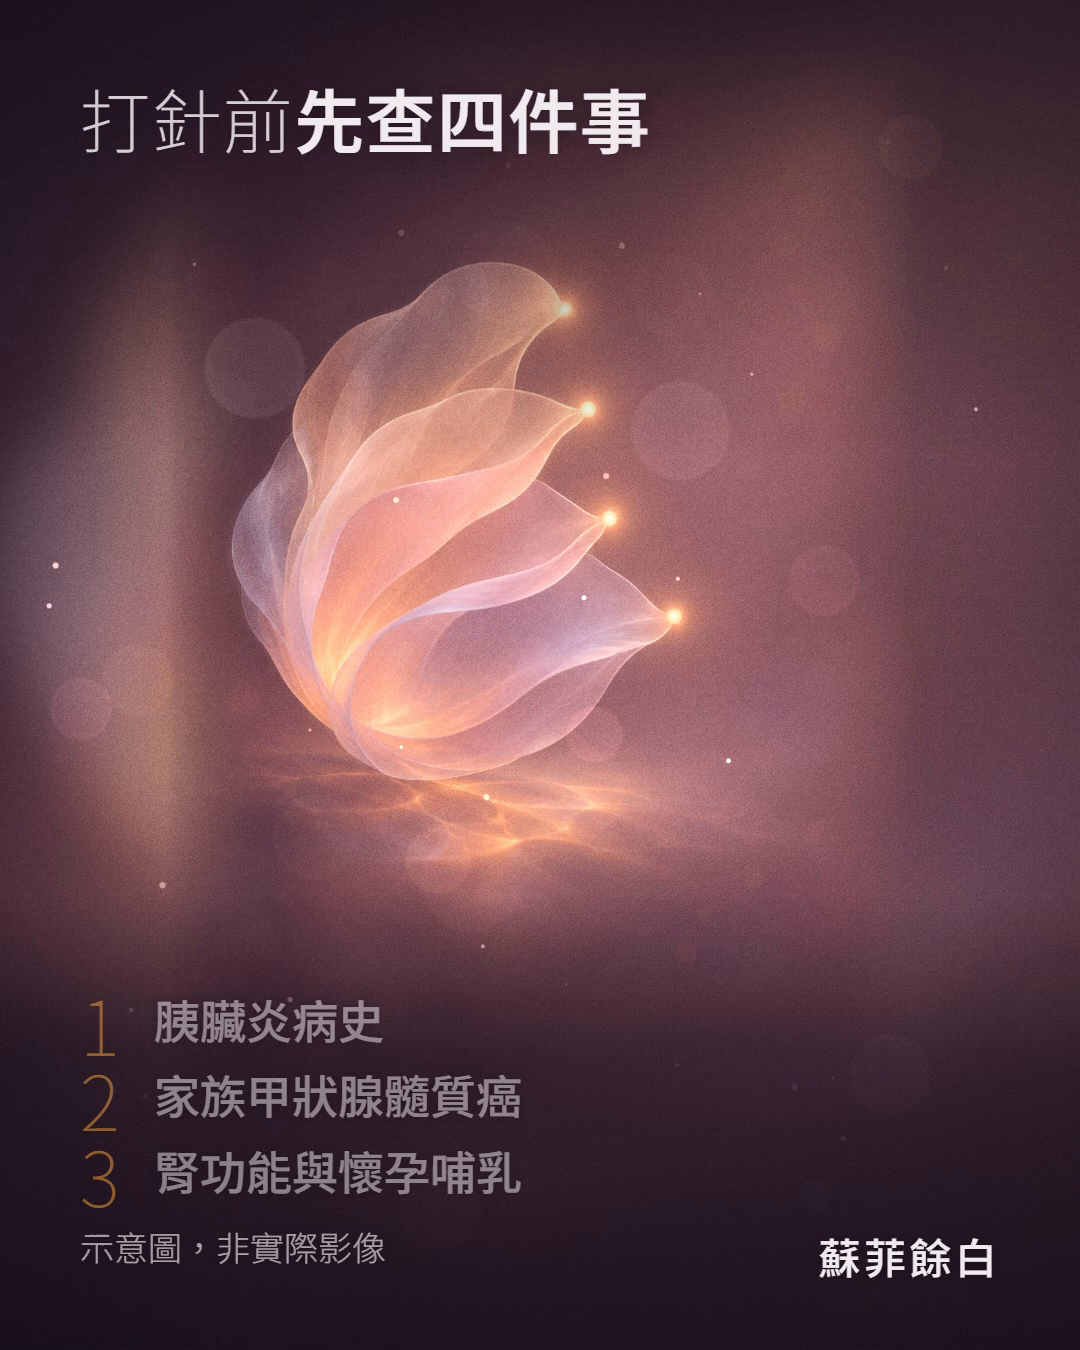 打針前先查四件事
1 胰臟炎病史
2 家族甲狀腺髓質癌
3 腎功能與懷孕哺乳
示意圖，非實際影像
蘇菲餘白